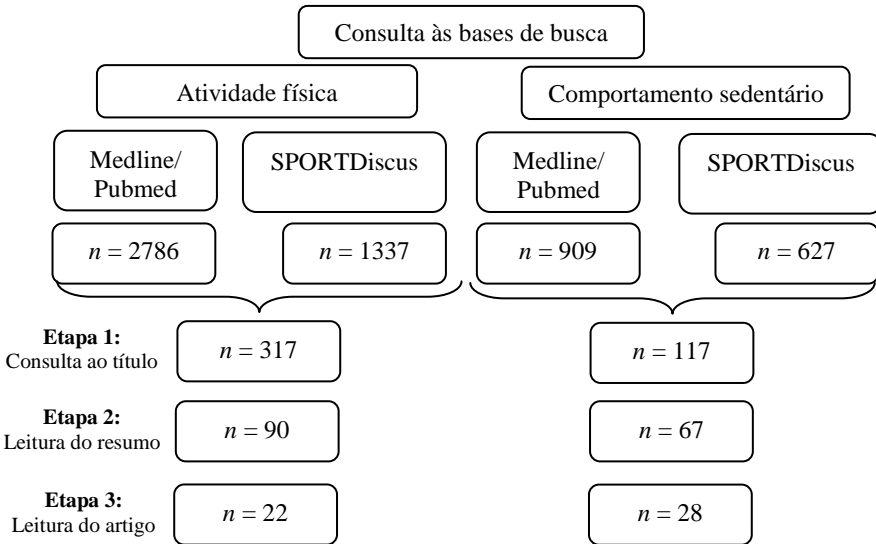 Consulta às bases de busca
Atividade física
Comportamento sedentário
Medline/
Pubmed
SPORTDiscus
Medline/
Pubmed
SPORTDiscus
n = 2786
n = 1337
n = 909
n = 627
Etapa 1:
Consulta ao título
n = 317
n = 117
Etapa 2:
Leitura do resumo
n = 90
n = 67
Etapa 3:
Leitura do artigo
n = 22
n = 28